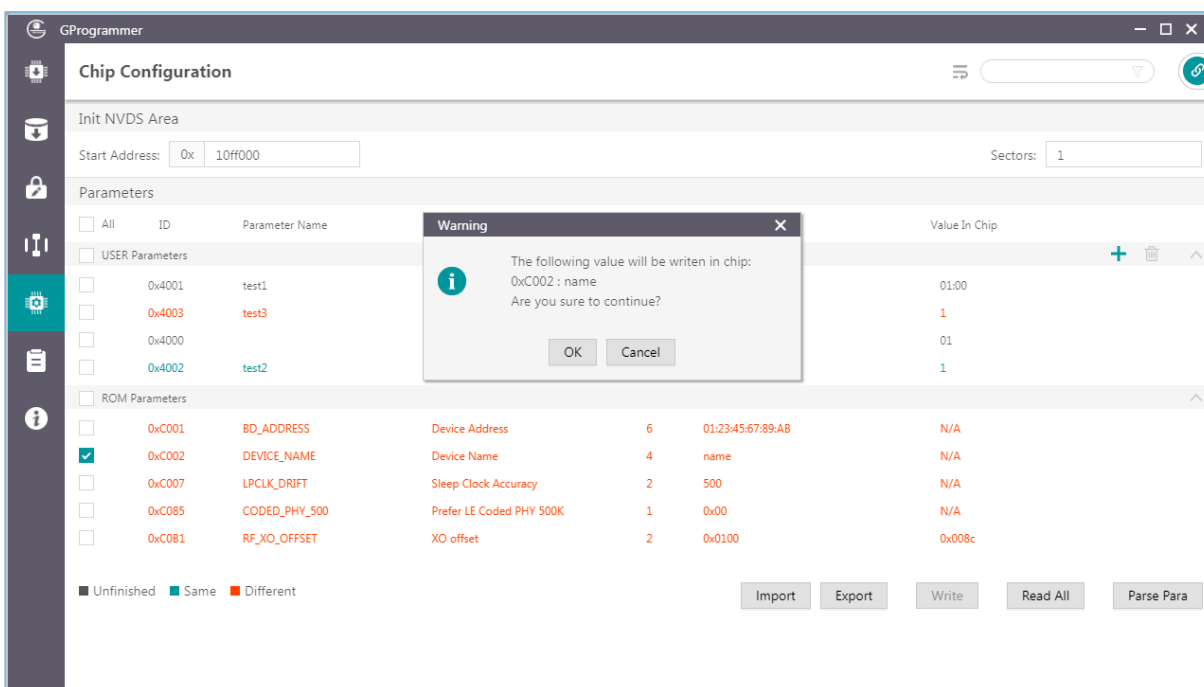 GProgrammer
Chip Configuration
Init NVDS Area
Start Address: 0x 10ff000 Sectors: 1
Parameters
All ID Parameter Name Value In Chip
USER Parameters
0x4001 test1 01:00
0x4003 test3 1
0x4000 01
0x4002 test2 1
Warning
The following value will be writen in chip:
0xC002 : name
Are you sure to continue?
OK Cancel
ROM Parameters
0xC001 BD_ADDRESS Device Address 6 01:23:45:67:89:AB N/A
0xC002 DEVICE_NAME Device Name 4 name N/A
0xC007 LPCLK_DRIFT Sleep Clock Accuracy 2 500 N/A
0xC085 CODED_PHY_500 Prefer LE Coded PHY 500K 1 0x00 N/A
0xC0B1 RF_XO_OFFSET XO offset 2 0x0100 0x008c
Unfinished Same Different
Import Export Write Read All Parse Para